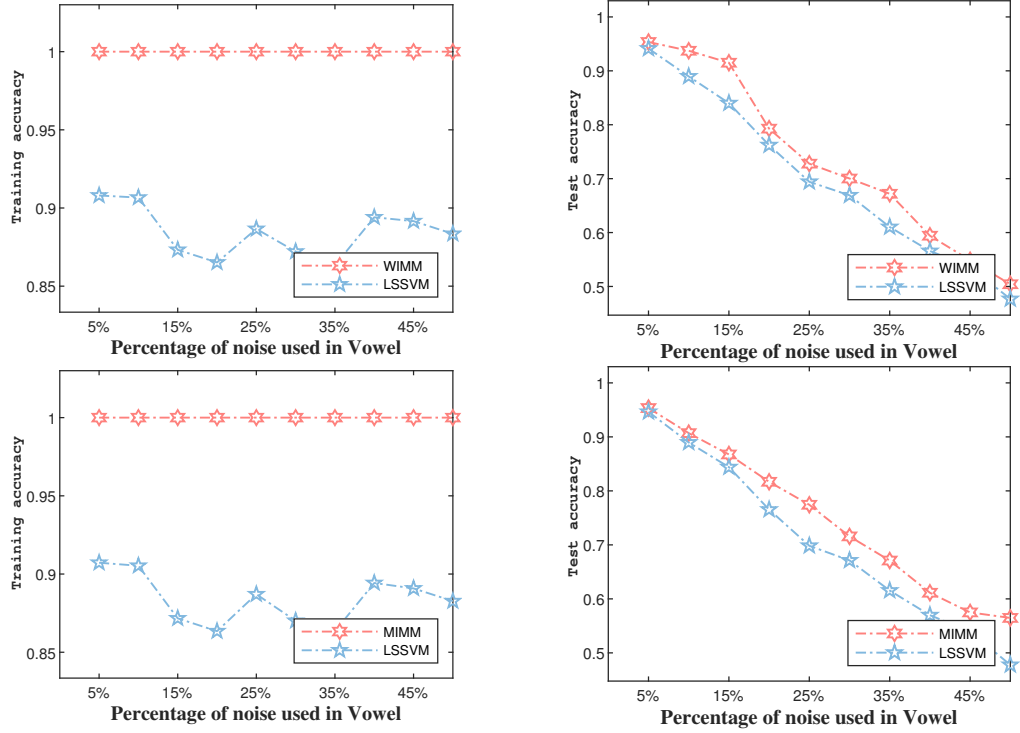 Training accuracy
1
0.95
0.9
0.85
WIMM
LSSVM
5% 15% 25% 35% 45%
Percentage of noise used in Vowel
Test accuracy
1
0.9
0.8
0.7
0.6
0.5
WIMM
LSSVM
5% 15% 25% 35% 45%
Percentage of noise used in Vowel
Training accuracy
1
0.95
0.9
0.85
MIMM
LSSVM
5% 15% 25% 35% 45%
Percentage of noise used in Vowel
Test accuracy
1
0.9
0.8
0.7
0.6
0.5
MIMM
LSSVM
5% 15% 25% 35% 45%
Percentage of noise used in Vowel